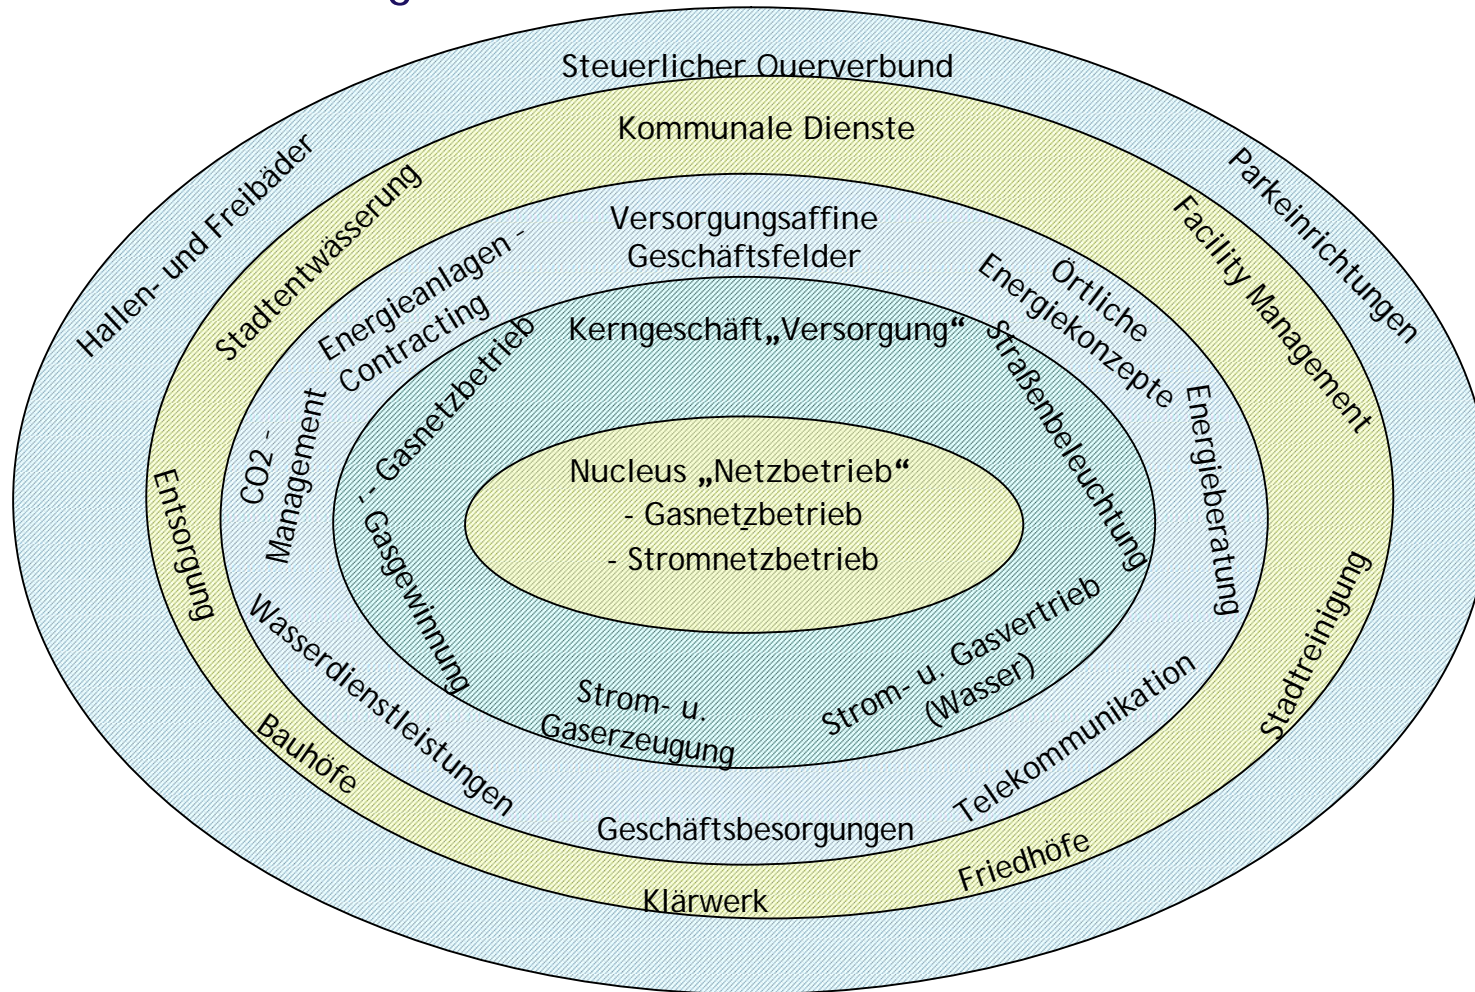 g
Steuerlicher Querverbund
Kommunale Dienste
Hallen- und Freibäder
Parkeinrichtungen
Stadtentwässerung
Facility Management
Versorgungsaffine
Geschäftsfelder
Energieanlagen -
Contracting
Örtliche
Energiekonzepte
Kerngeschäft„Versorgung“
- Gasnetzbetrieb
Straßenbeleuchtung
CO2 -
Management
Energieberatung
Nucleus „Netzbetrieb“
- Gasnetzbetrieb
-
- Stromnetzbetrieb
Entsorgung
- Gasgewinnung
Wasserdienstleistungen
Strom- u.
Gaserzeugung
Strom- u. Gasvertrieb
(Wasser)
Stadtreinigung
Telekommunikation
Bauhöfe
Geschäftsbesorgungen
Friedhöfe
Klärwerk